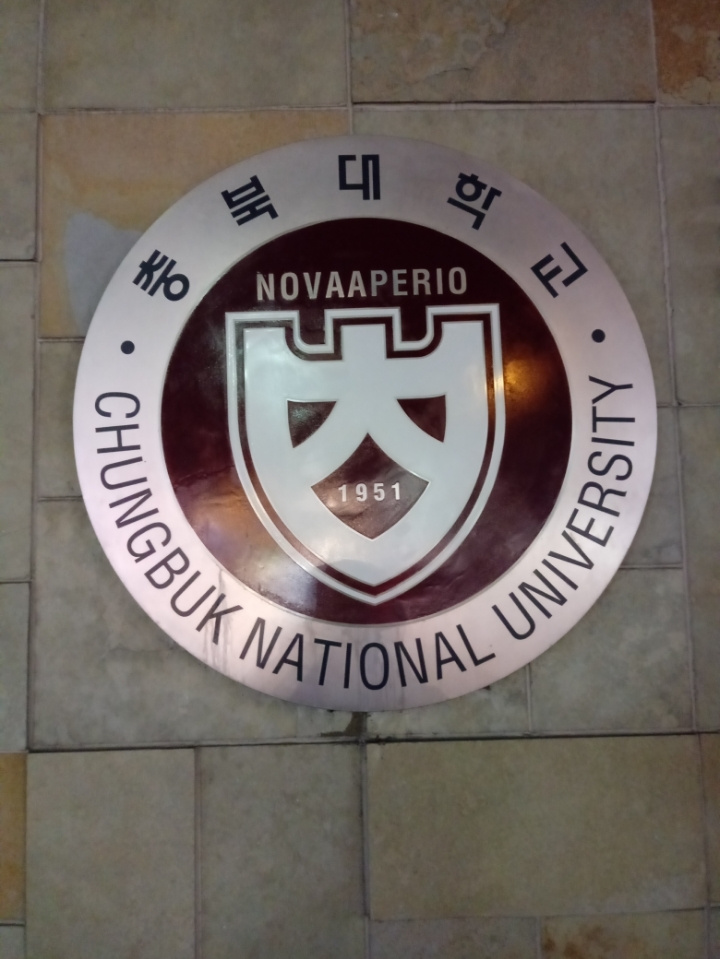 충북대학교
NOVAAPERIO
1951
CHUNGBUK NATIONAL UNIVERSITY